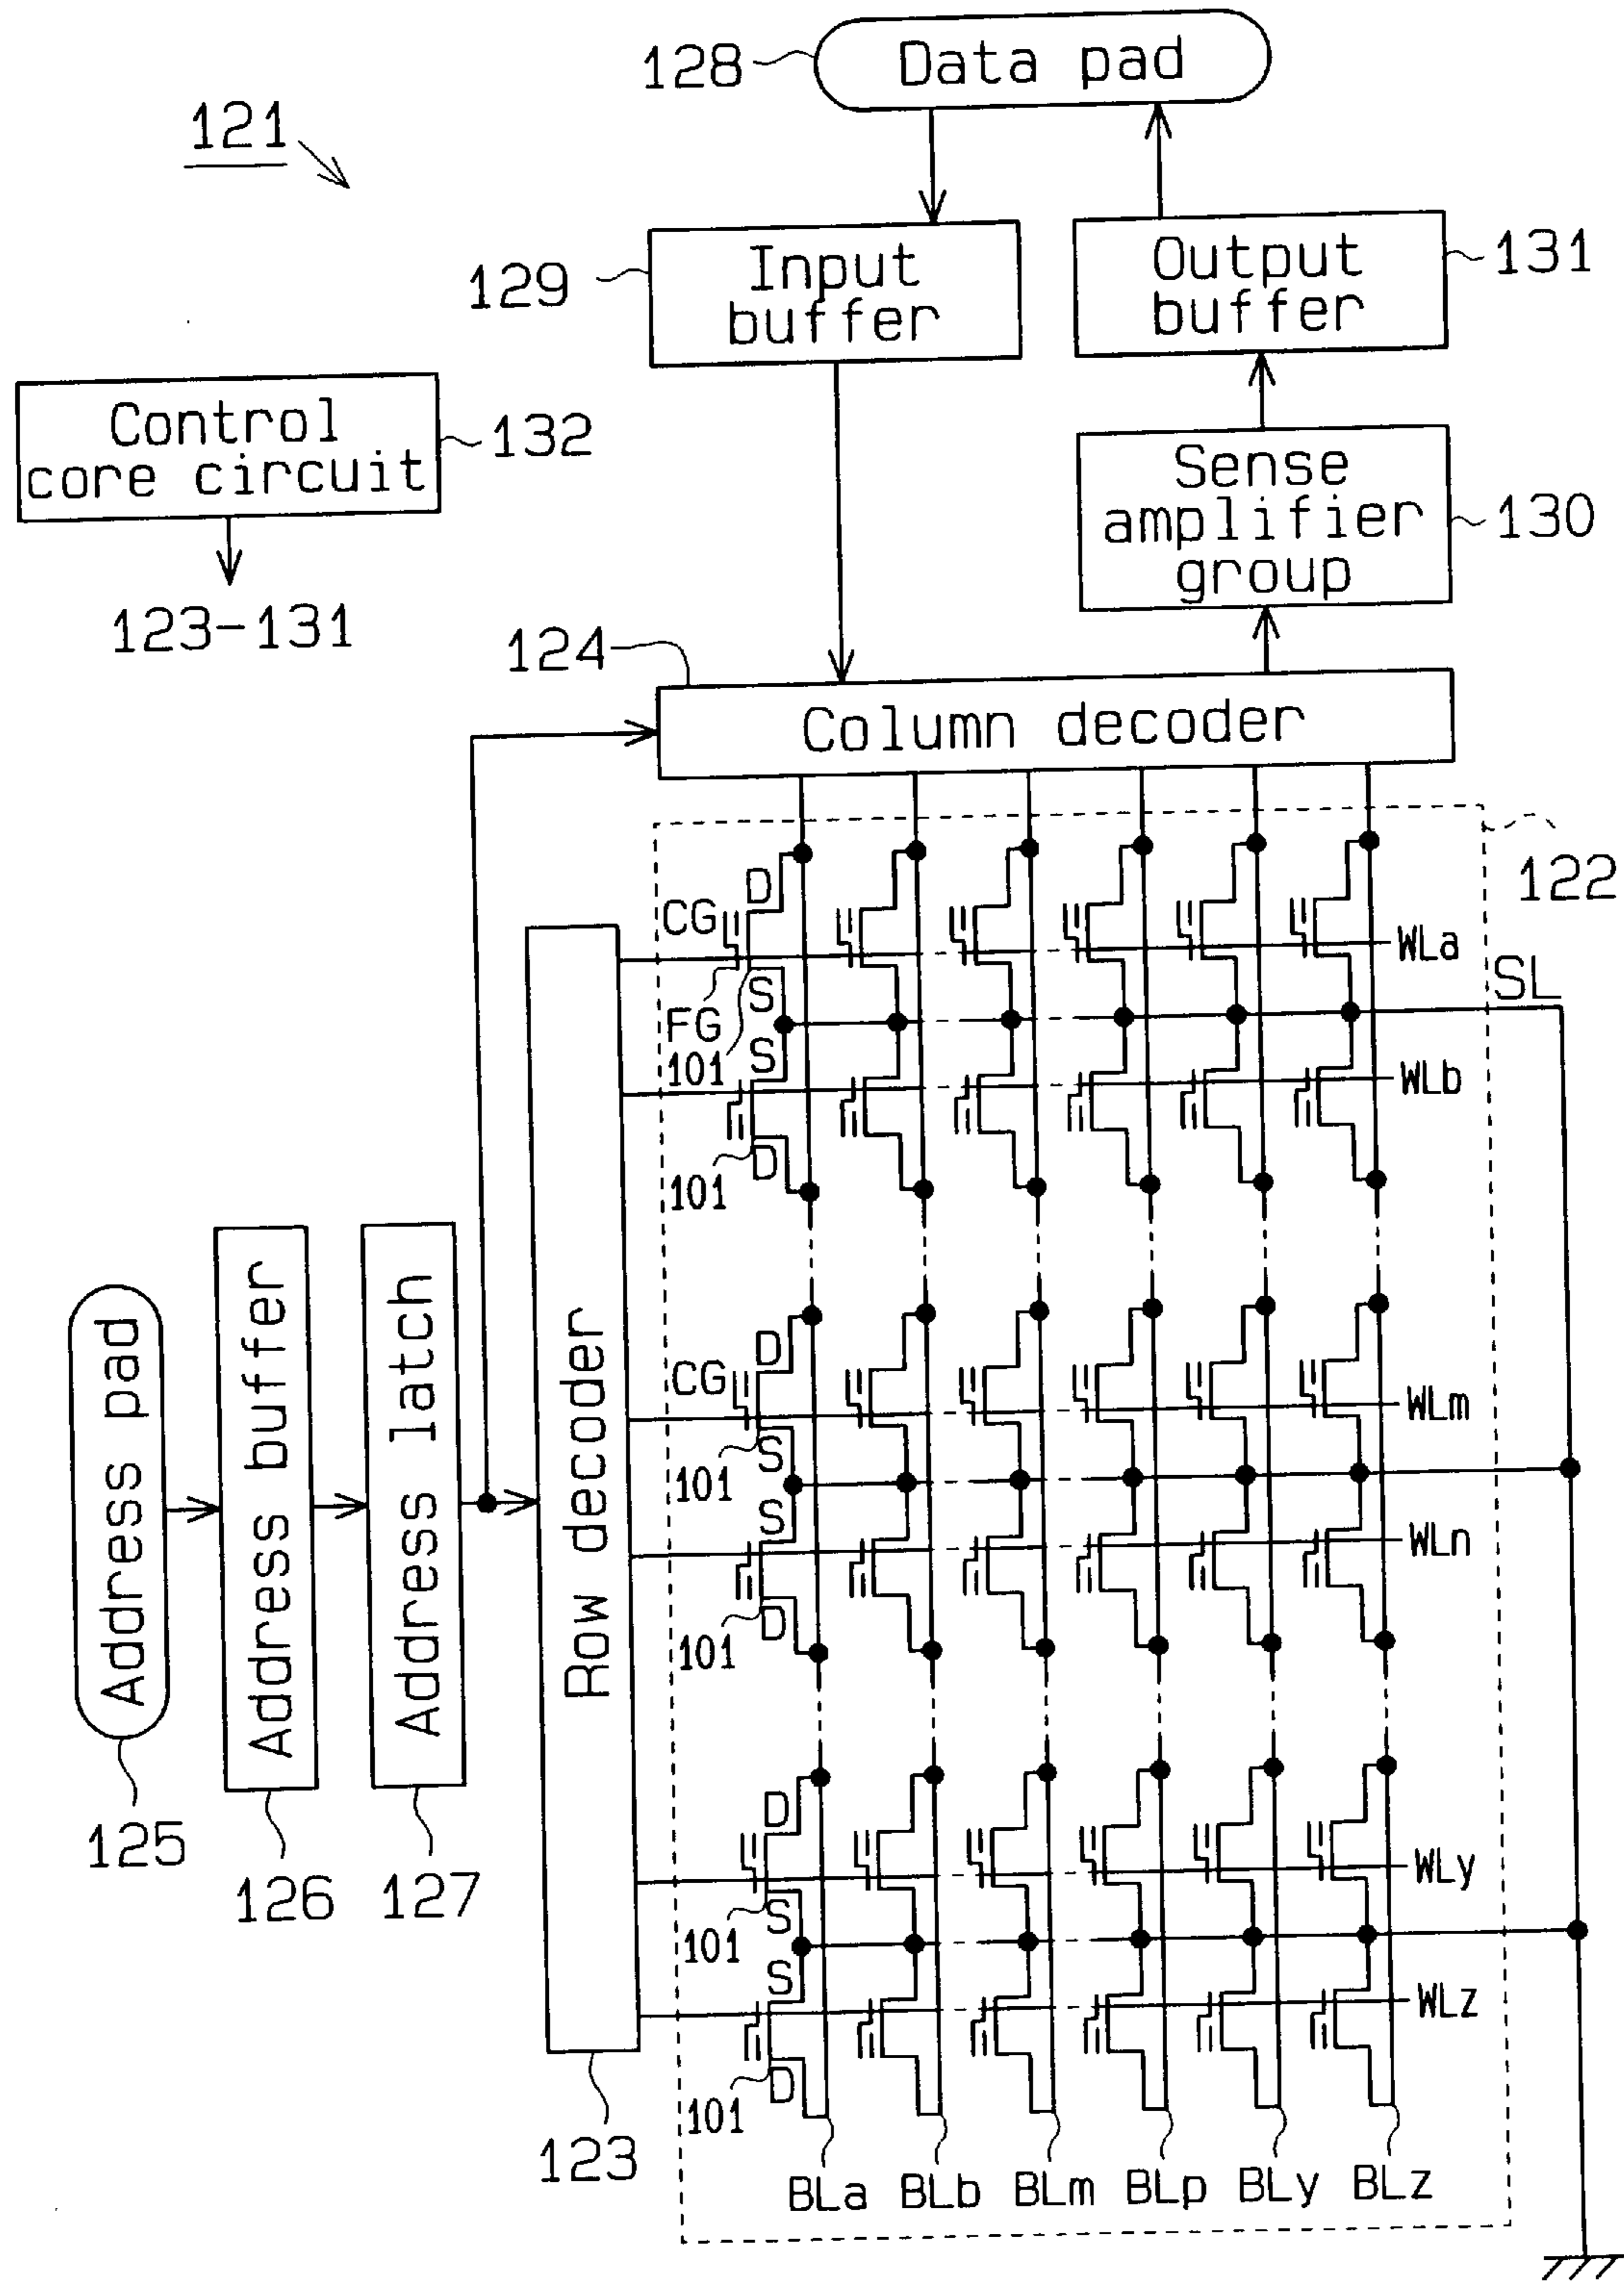 128
Data pad
121
129
Input
buffer
Output
buffer
131
Control
core circuit
132
123-131
Sense
amplifier
group
130
124
Column decoder
122
D
CG
WLa
FG
S
SL
101
S
WLb
101
D
D
CG
WLm
101
S
S
WLn
101
D
D
WLy
101
S
S
WLz
101
D
Address pad
Address buffer
Address latch
Row decoder
125
126
127
123
BLa
BLb
BLm
BLp
BLy
BLz